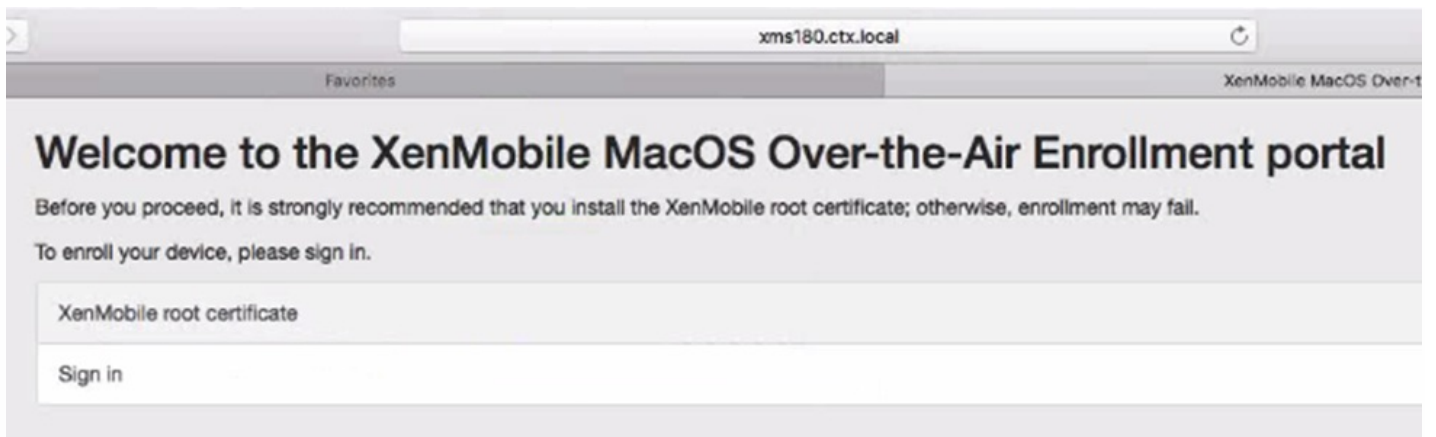 xms180.ctx.local
Favorites
XenMobile MacOS Over-t
Welcome to the XenMobile MacOS Over-the-Air Enrollment portal
Before you proceed, it is strongly recommended that you install the XenMobile root certificate; otherwise, enrollment may fail.
To enroll your device, please sign in.
XenMobile root certificate
Sign in